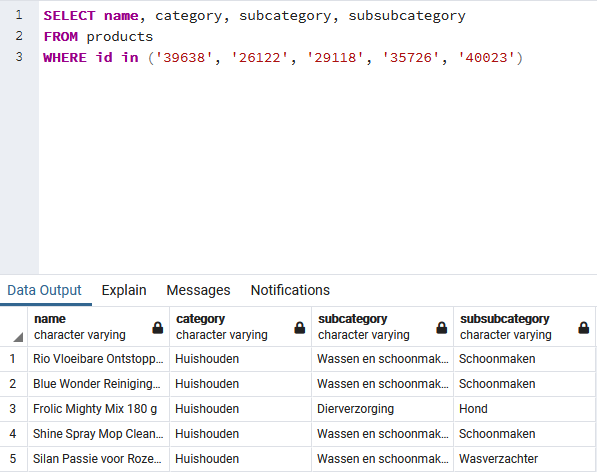 1 SELECT name, category, subcategory, subsubcategory
2 FROM products
3 WHERE id in ('39638', '26122', '29118', '35726', '40023')
Data Output Explain Messages Notifications
name category subcategory subsubcategory
character varying character varying character varying character varying
1 Rio Vloeibare Ontstopp... Huishouden Wassen en schoonmak... Schoonmaken
2 Blue Wonder Reiniging... Huishouden Wassen en schoonmak... Schoonmaken
3 Frolic Mighty Mix 180 g Huishouden Dierverzorging Hond
4 Shine Spray Mop Clean... Huishouden Wassen en schoonmak... Schoonmaken
5 Silan Passie voor Roze... Huishouden Wassen en schoonmak... Wasverzachter